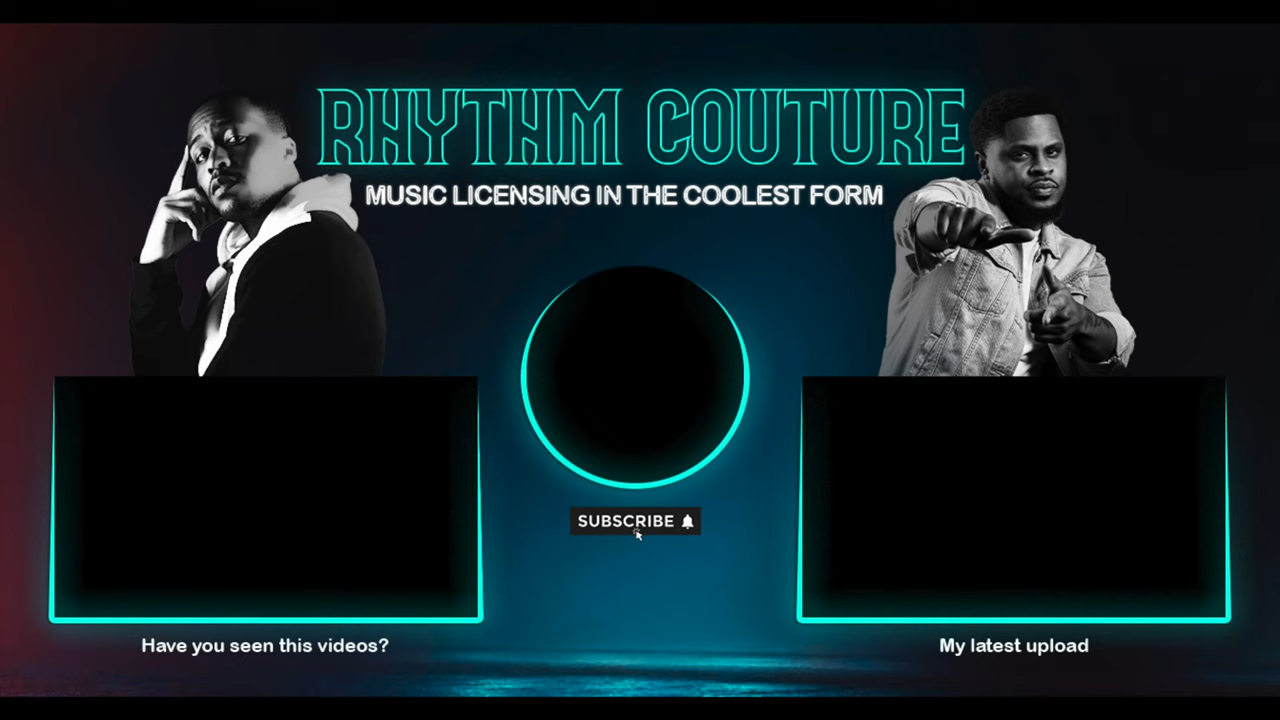 RHYTHM COUTURE
MUSIC LICENSING IN THE COOLEST FORM
SUBSCRIBE
Have you seen this videos?
My latest upload